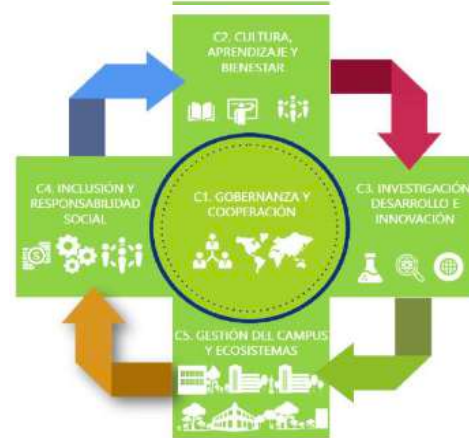 C2. CULTURA,
APRENDIZAJE Y
BIENESTAR
C4. INCLUSIÓN Y
RESPONSABILIDAD
SOCIAL
C1. GOBERNANZA Y
COOPERACIÓN
C3. INVESTIGACIÓN,
DESARROLLO E
INNOVACIÓN
C5. GESTIÓN DEL CAMPUS
Y ECOSISTEMAS